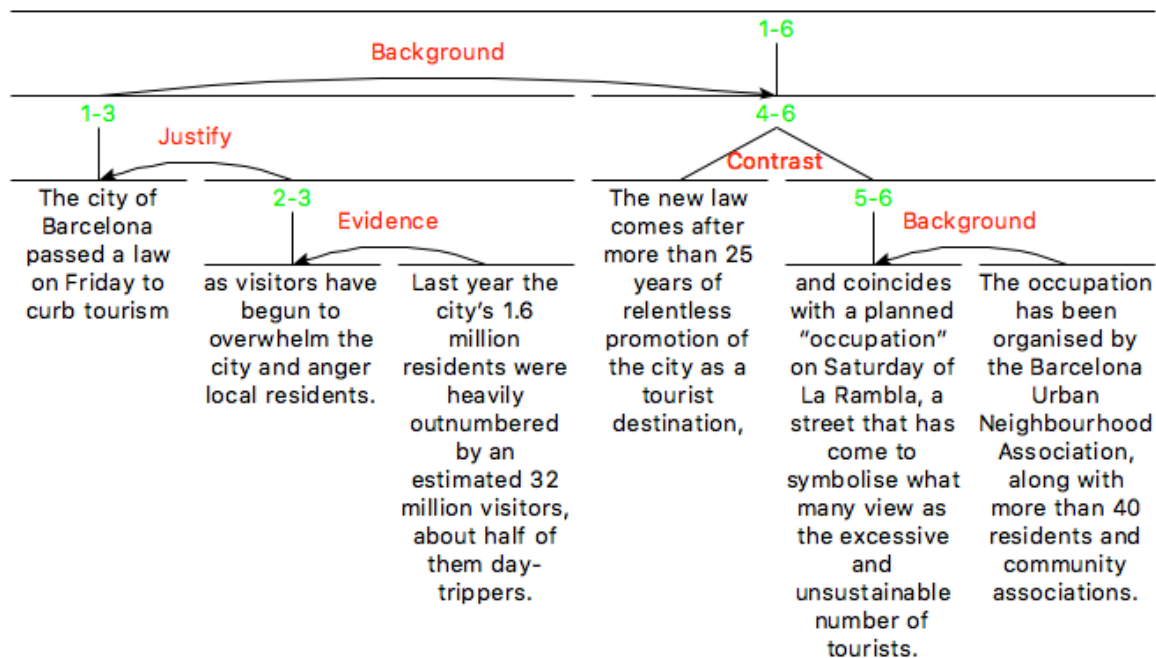 1-6
Background
1-3
4-6
Justify
Contrast
The city of
Barcelona
passed a law
on Friday to
curb tourism
2-3
Evidence
as visitors have
begun to
overwhelm the
city and anger
local residents.
Last year the
city's 1.6
million
residents were
heavily
outnumbered
by an
estimated 32
million visitors,
about half of
them day-
trippers.
The new law
comes after
more than 25
years of
relentless
promotion of
the city as a
tourist
destination,
5-6
Background
and coincides
with a planned
“occupation”
on Saturday of
La Rambla, a
street that has
come to
symbolise what
many view as
the excessive
and
unsustainable
number of
tourists.
The occupation
has been
organised by
the Barcelona
Urban
Neighbourhood
Association,
along with
more than 40
residents and
community
associations.